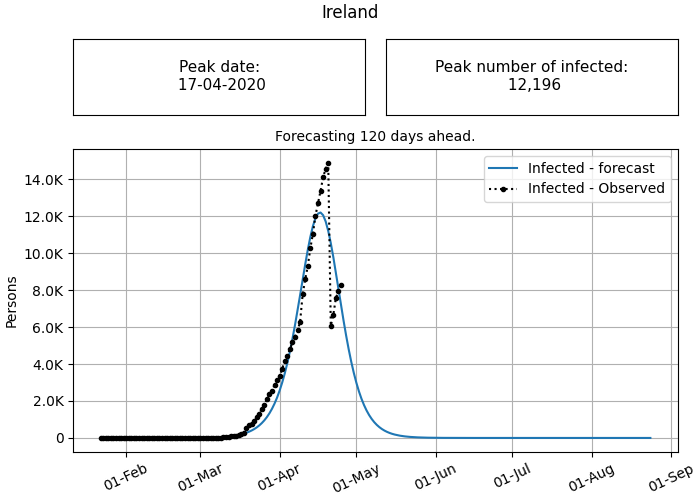 Ireland
Peak date:
17-04-2020
Peak number of infected:
12,196
Forecasting 120 days ahead.
Infected - forecast
Infected - Observed
14.0K
12.0K
10.0K
8.0K
6.0K
4.0K
2.0K
0
Persons
01-Feb
01-Mar
01-Apr
01-May
01-Jun
01-Jul
01-Aug
01-Sep